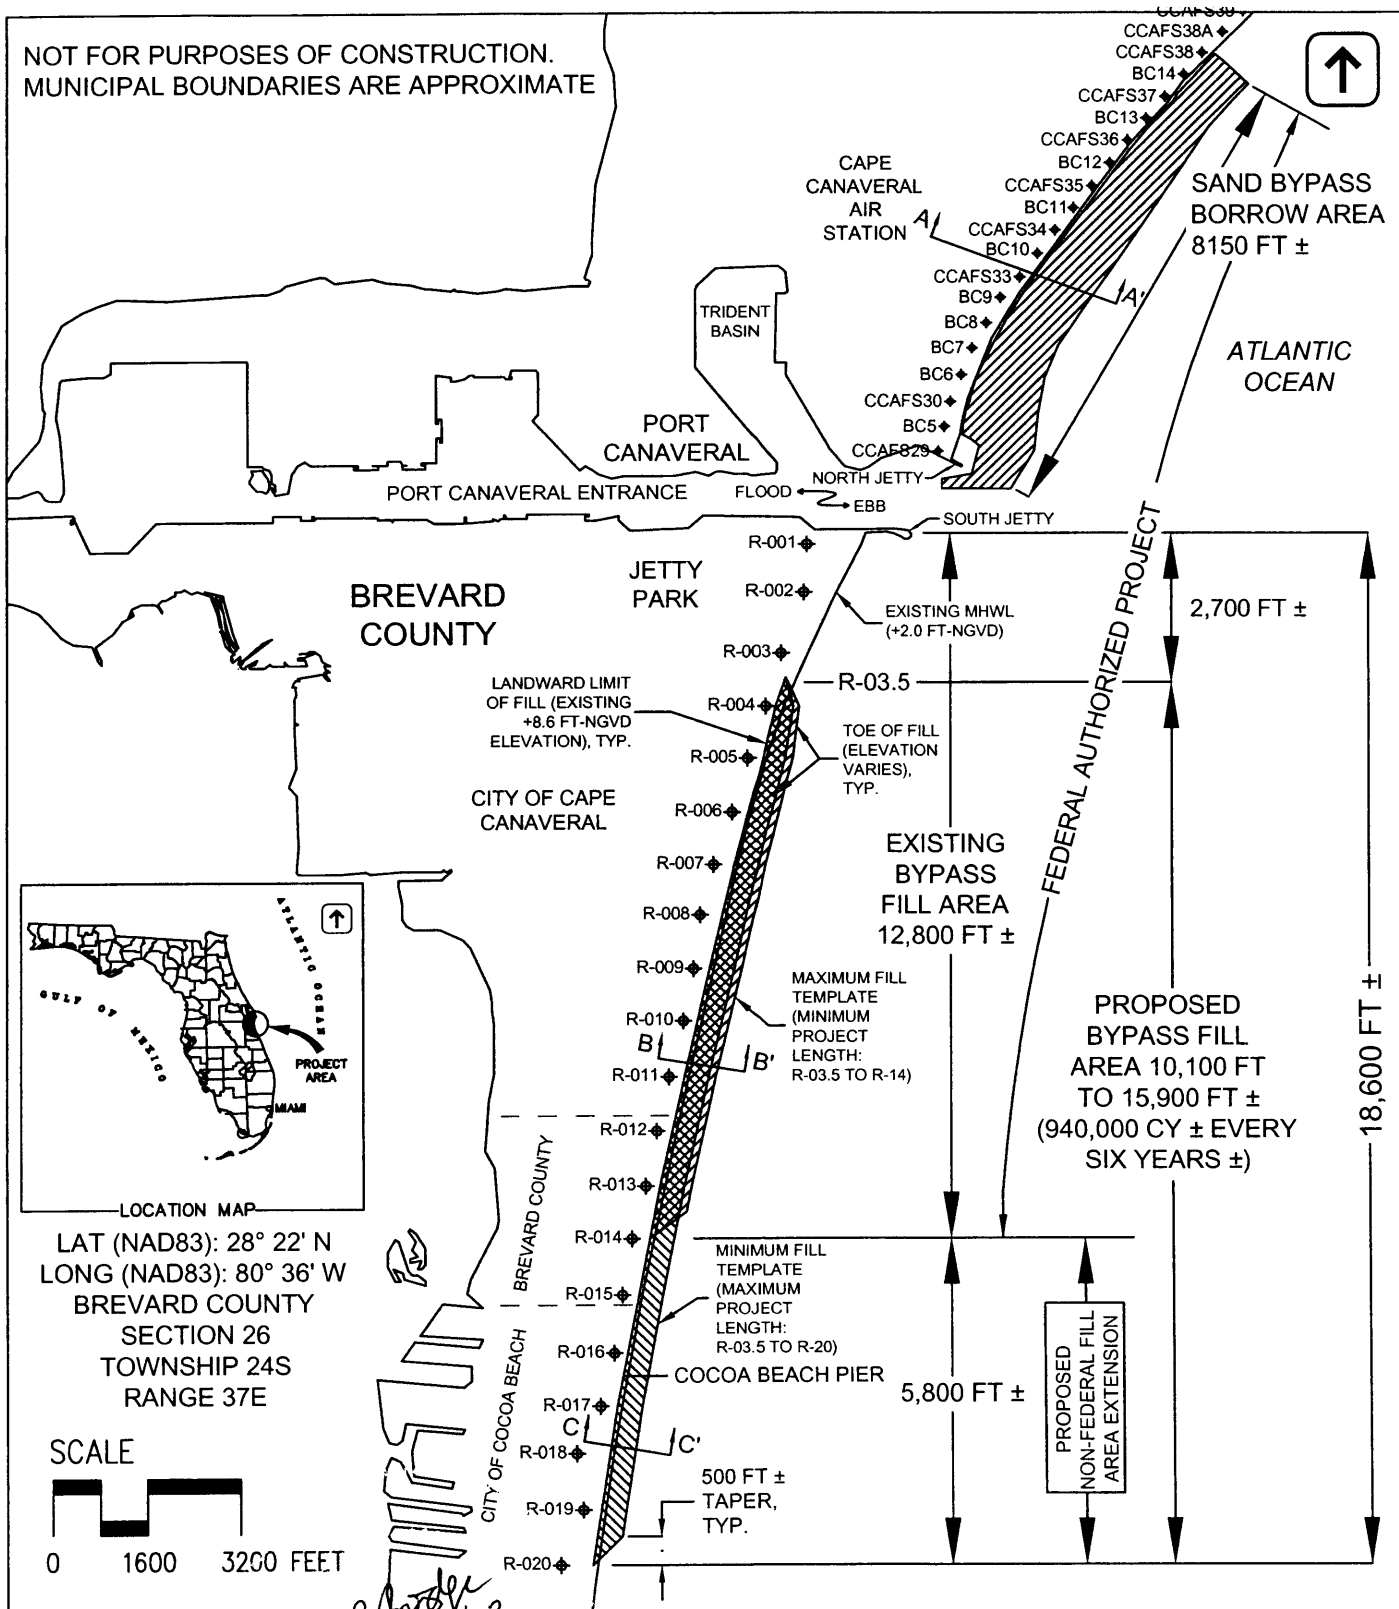 NOT FOR PURPOSES OF CONSTRUCTION.
MUNICIPAL BOUNDARIES ARE APPROXIMATE
CCAFS39
CCAFS38A
CCAFS38
BC14
CCAFS37
BC13
CCAFS36
BC12
CCAFS35
BC11
CCAFS34
BC10
CCAFS33
BC9
BC8
BC7
BC6
CCAFS30
BC5
CCAFS29
CAPE
CANAVERAL
AIR
STATION
A
A'
SAND BYPASS
BORROW AREA
8150 FT ±
ATLANTIC
OCEAN
TRIDENT
BASIN
PORT
CANAVERAL
NORTH JETTY
PORT CANAVERAL ENTRANCE
FLOOD
EBB
SOUTH JETTY
R-001
R-002
R-003
R-004
R-005
R-006
R-007
R-008
R-009
R-010
R-011
R-012
R-013
R-014
R-015
R-016
R-017
R-018
R-019
R-020
JETTY
PARK
BREVARD
COUNTY
EXISTING MHWL
(+2.0 FT-NGVD)
2,700 FT ±
FEDERAL AUTHORIZED PROJECT
R-03.5
LANDWARD LIMIT
OF FILL (EXISTING
+8.6 FT-NGVD
ELEVATION), TYP.
TOE OF FILL
(ELEVATION
VARIES),
TYP.
CITY OF CAPE
CANAVERAL
EXISTING
BYPASS
FILL AREA
12,800 FT ±
MAXIMUM FILL
TEMPLATE
(MINIMUM
PROJECT
LENGTH:
R-03.5 TO R-14)
B
B'
PROPOSED
BYPASS FILL
AREA 10,100 FT
TO 15,900 FT ±
(940,000 CY ± EVERY
SIX YEARS ±)
18,600 FT ±
ATLANTIC OCEAN
GULF OF MEXICO
PROJECT
AREA
MIAMI
LOCATION MAP
LAT (NAD83): 28° 22' N
LONG (NAD83): 80° 36' W
BREVARD COUNTY
SECTION 26
TOWNSHIP 24S
RANGE 37E
BREVARD COUNTY
CITY OF COCOA BEACH
MINIMUM FILL
TEMPLATE
(MAXIMUM
PROJECT
LENGTH:
R-03.5 TO R-20)
COCOA BEACH PIER
C
C'
500 FT ±
TAPER,
TYP.
5,800 FT ±
PROPOSED
NON-FEDERAL FILL
AREA EXTENSION
SCALE
0 1600 3200 FEET